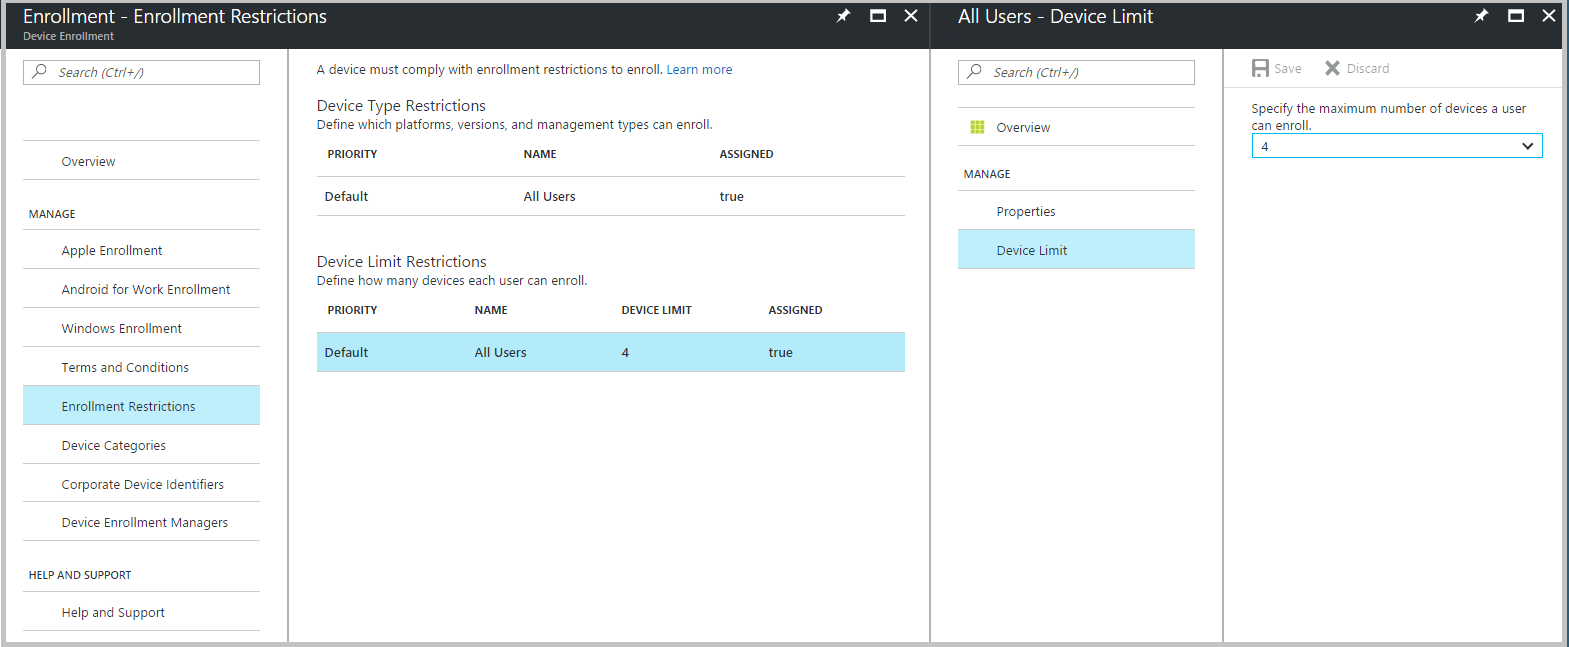 Enrollment - Enrollment Restrictions
Device Enrollment
Search (Ctrl+/)
Overview
MANAGE
Apple Enrollment
Android for Work Enrollment
Windows Enrollment
Terms and Conditions
Enrollment Restrictions
Device Categories
Corporate Device Identifiers
Device Enrollment Managers
HELP AND SUPPORT
Help and Support
A device must comply with enrollment restrictions to enroll. Learn more
Device Type Restrictions
Define which platforms, versions, and management types can enroll.
PRIORITY NAME ASSIGNED
Default All Users true
Device Limit Restrictions
Define how many devices each user can enroll.
PRIORITY NAME DEVICE LIMIT ASSIGNED
Default All Users 4 true
All Users - Device Limit
Search (Ctrl+/)
Overview
MANAGE
Properties
Device Limit
Save Discard
Specify the maximum number of devices a user
can enroll.
4